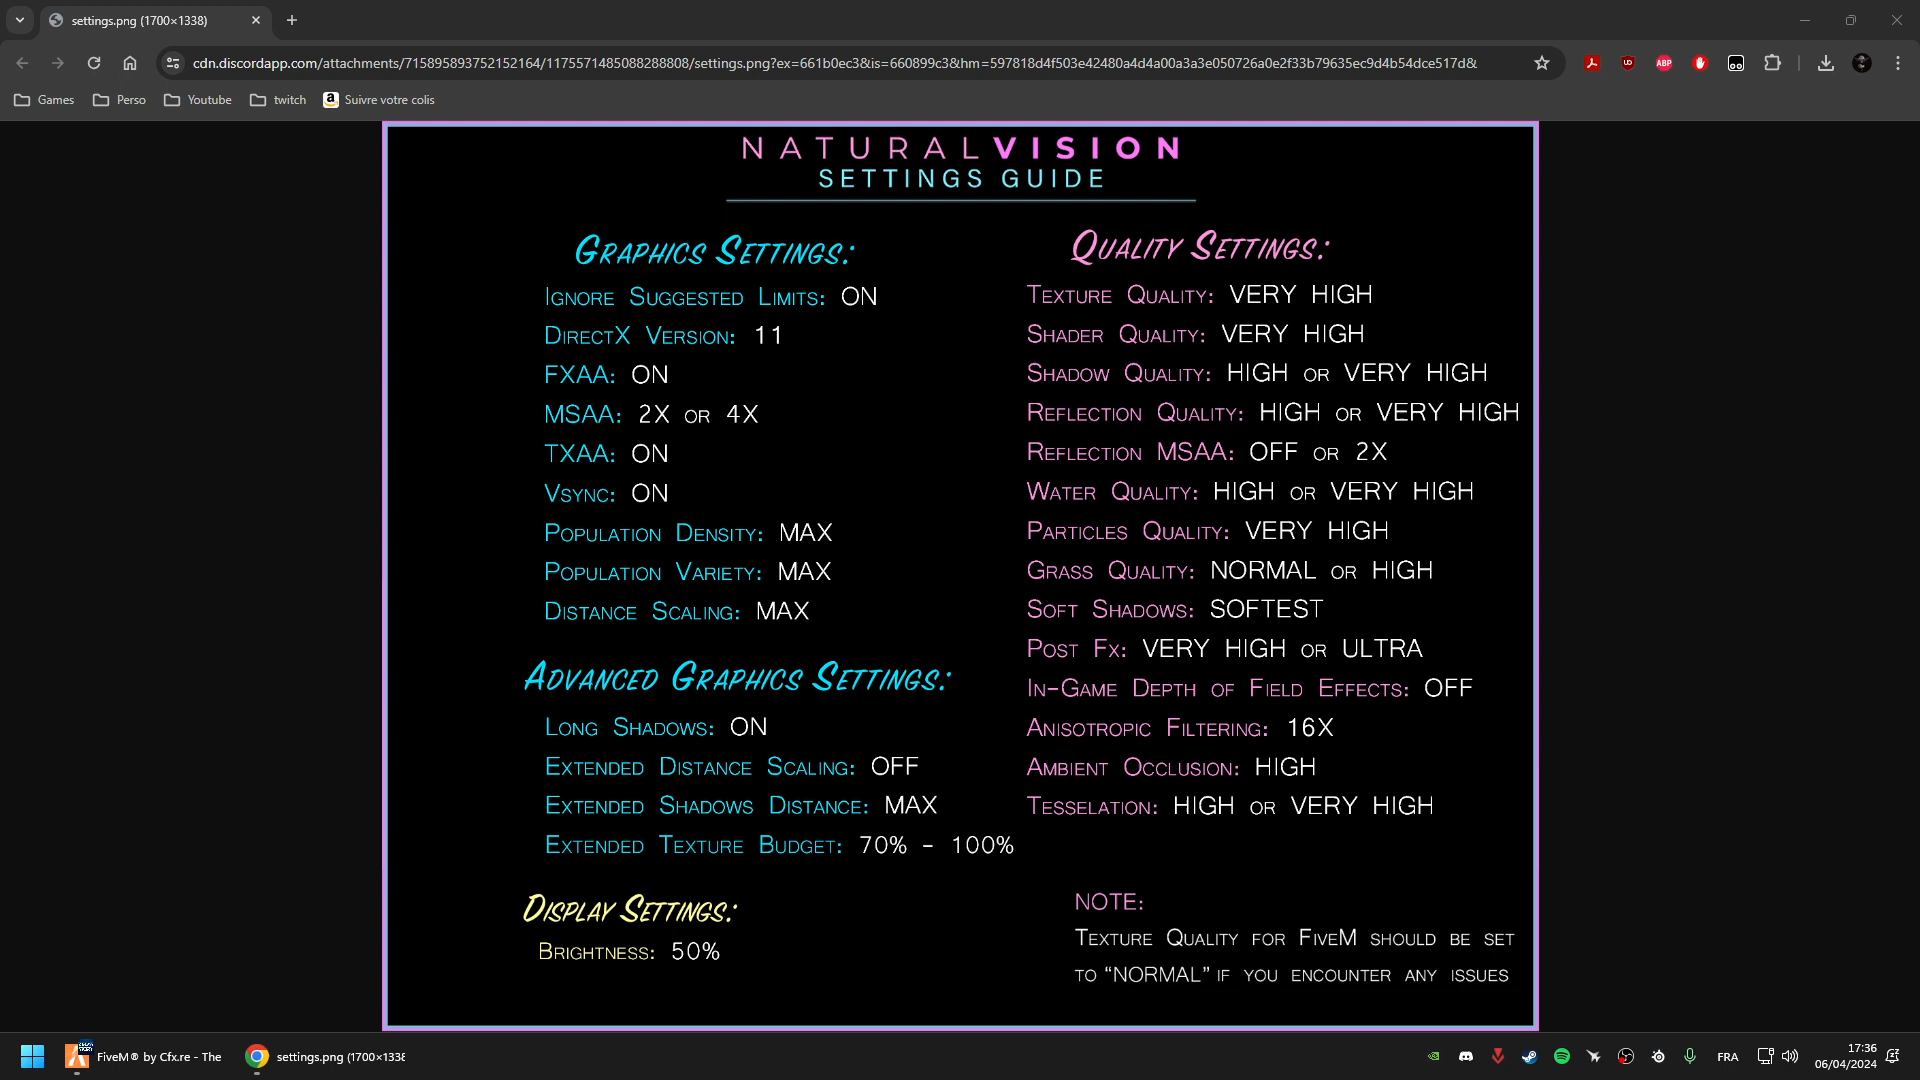 settings.png (1700×1338)
cdn.discordapp.com/attachments/715895893752152164/1175571485088288808/settings.png?ex=661b0ec3&is=660899c3&hm=597818d4f503e42480a4d4a00a3a3e050726a0e2f33b79635ec9d4b54dce517d&
ABP
Games Perso Youtube twitch Suivre votre colis
NATURALVISION
SETTINGS GUIDE
Graphics Settings:
Ignore Suggested Limits: ON
DirectX Version: 11
FXAA: ON
MSAA: 2X or 4X
TXAA: ON
Vsync: ON
Population Density: MAX
Population Variety: MAX
Distance Scaling: MAX
Advanced Graphics Settings:
Long Shadows: ON
Extended Distance Scaling: OFF
Extended Shadows Distance: MAX
Extended Texture Budget: 70% - 100%
Display Settings:
Brightness: 50%
Quality Settings:
Texture Quality: VERY HIGH
Shader Quality: VERY HIGH
Shadow Quality: HIGH or VERY HIGH
Reflection Quality: HIGH or VERY HIGH
Reflection MSAA: OFF or 2X
Water Quality: HIGH or VERY HIGH
Particles Quality: VERY HIGH
Grass Quality: NORMAL or HIGH
Soft Shadows: SOFTEST
Post Fx: VERY HIGH or ULTRA
In-Game Depth of Field Effects: OFF
Anisotropic Filtering: 16X
Ambient Occlusion: HIGH
Tesselation: HIGH or VERY HIGH
NOTE:
Texture Quality for FiveM should be set
to “NORMAL” if you encounter any issues
FiveM® by Cfx.re - The
settings.png (1700×1338
FRA
17:36
06/04/2024